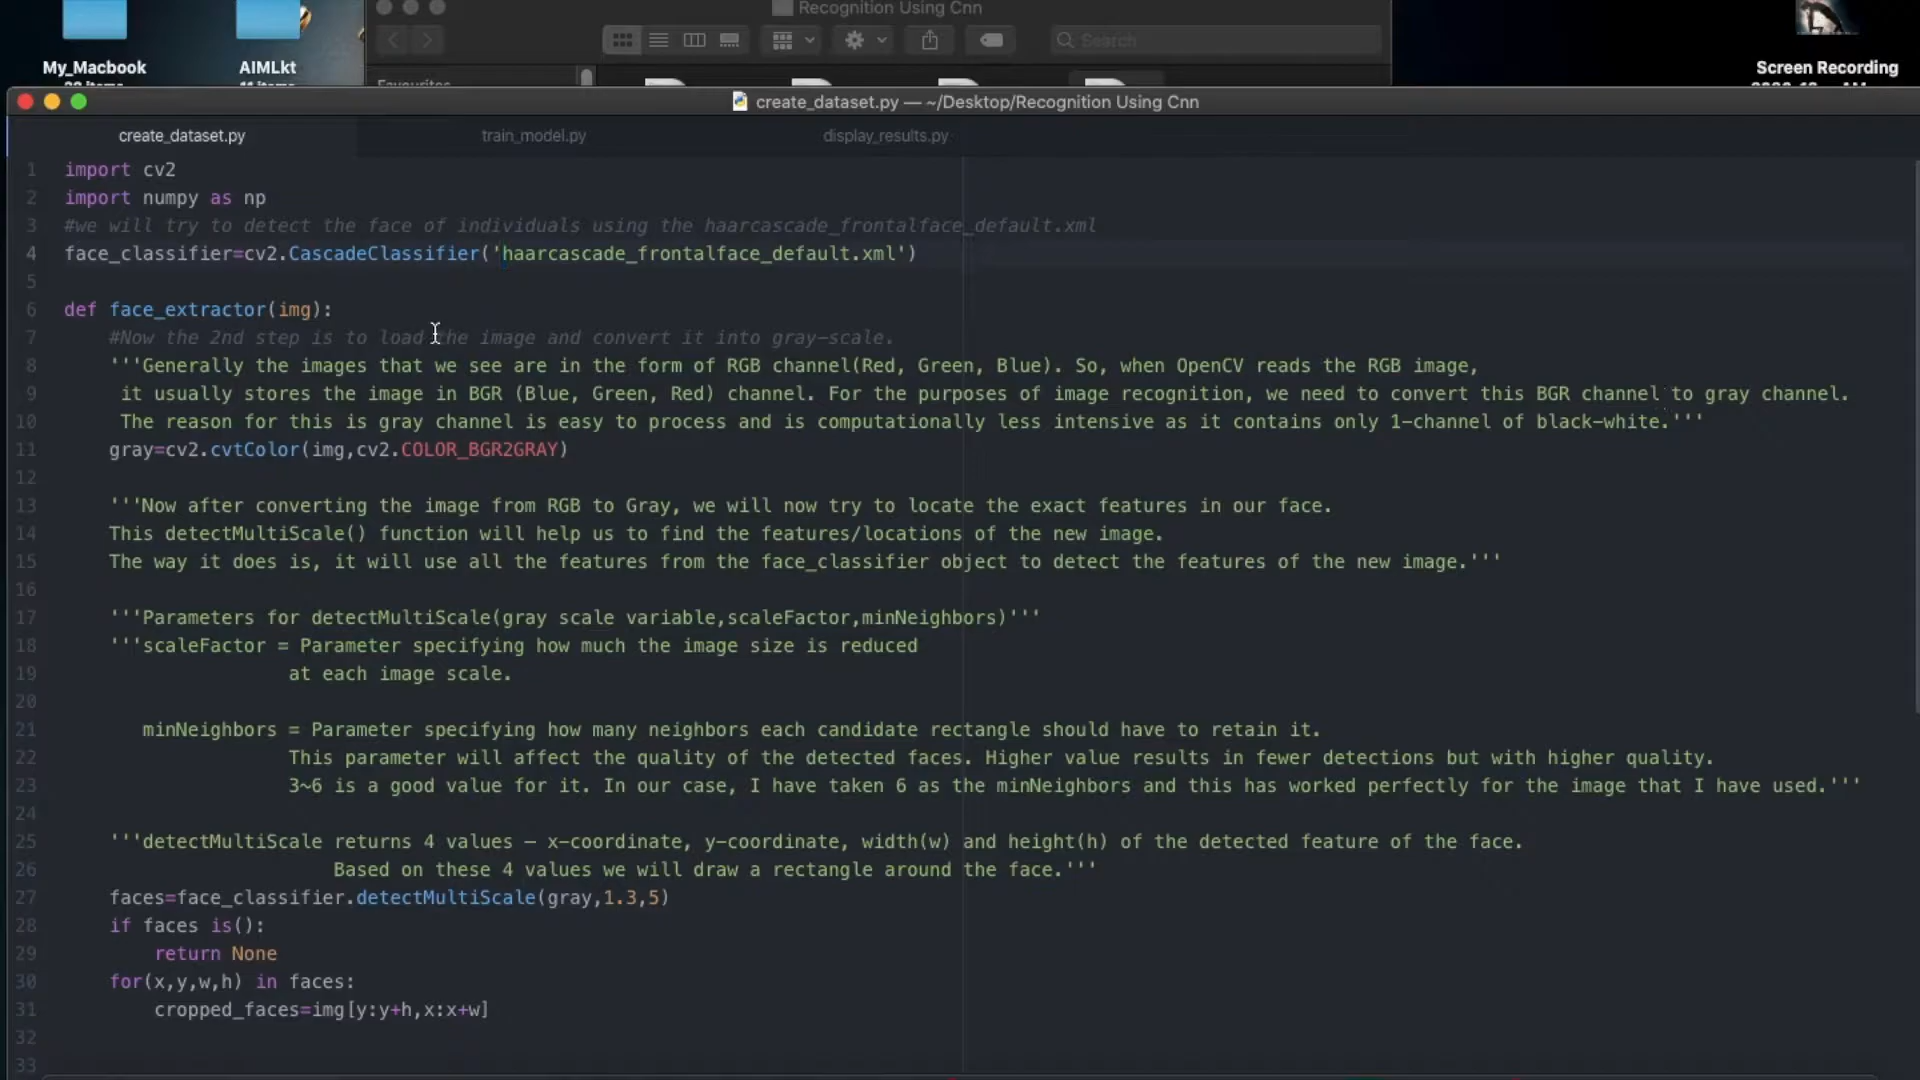 Recognition Using Cnn
Search
My_Macbook
AIMLkt
Favourites
Screen Recording
create_dataset.py — ~/Desktop/Recognition Using Cnn
create_dataset.py train_model.py display_results.py
1 import cv2
2 import numpy as np
3 #we will try to detect the face of individuals using the haarcascade_frontalface_default.xml
4 face_classifier=cv2.CascadeClassifier('haarcascade_frontalface_default.xml')
5
6 def face_extractor(img):
7 #Now the 2nd step is to load the image and convert it into gray-scale.
8 '''Generally the images that we see are in the form of RGB channel(Red, Green, Blue). So, when OpenCV reads the RGB image,
9 it usually stores the image in BGR (Blue, Green, Red) channel. For the purposes of image recognition, we need to convert this BGR channel to gray channel.
10 The reason for this is gray channel is easy to process and is computationally less intensive as it contains only 1-channel of black-white.'''
11 gray=cv2.cvtColor(img,cv2.COLOR_BGR2GRAY)
12
13 '''Now after converting the image from RGB to Gray, we will now try to locate the exact features in our face.
14 This detectMultiScale() function will help us to find the features/locations of the new image.
15 The way it does is, it will use all the features from the face_classifier object to detect the features of the new image.'''
16
17 '''Parameters for detectMultiScale(gray scale variable,scaleFactor,minNeighbors)'''
18 '''scaleFactor = Parameter specifying how much the image size is reduced
19 at each image scale.
20
21 minNeighbors = Parameter specifying how many neighbors each candidate rectangle should have to retain it.
22 This parameter will affect the quality of the detected faces. Higher value results in fewer detections but with higher quality.
23 3~6 is a good value for it. In our case, I have taken 6 as the minNeighbors and this has worked perfectly for the image that I have used.'''
24
25 '''detectMultiScale returns 4 values — x-coordinate, y-coordinate, width(w) and height(h) of the detected feature of the face.
26 Based on these 4 values we will draw a rectangle around the face.'''
27 faces=face_classifier.detectMultiScale(gray,1.3,5)
28 if faces is():
29 return None
30 for(x,y,w,h) in faces:
31 cropped_faces=img[y:y+h,x:x+w]
32
33